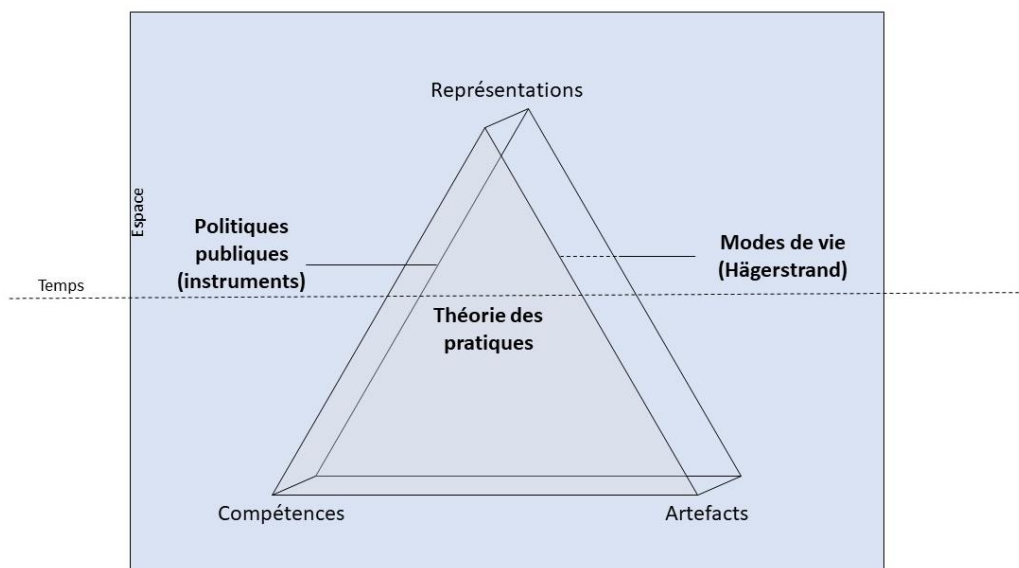 Représentations
Espace
Politiques
publiques
(instruments)
Modes de vie
(Hägerstrand)
Temps
Théorie des
pratiques
Compétences
Artefacts